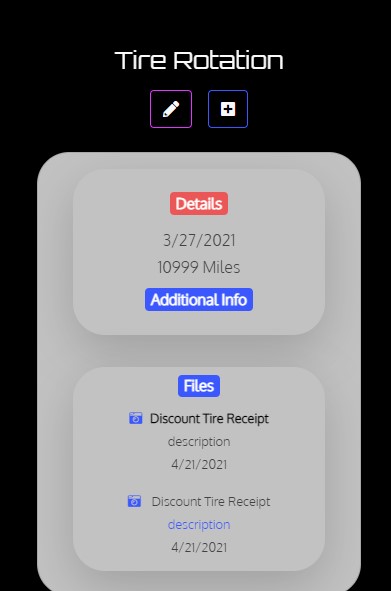 Tire Rotation
Details
3/27/2021
10999 Miles
Additional Info
Files
Discount Tire Receipt
description
4/21/2021
Discount Tire Receipt
description
4/21/2021